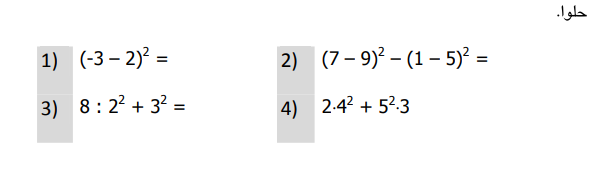 حلوا.
1) (-3 – 2)² = 2) (7 – 9)² – (1 – 5)² =
3) 8 : 2² + 3² = 4) 2·4² + 5²·3